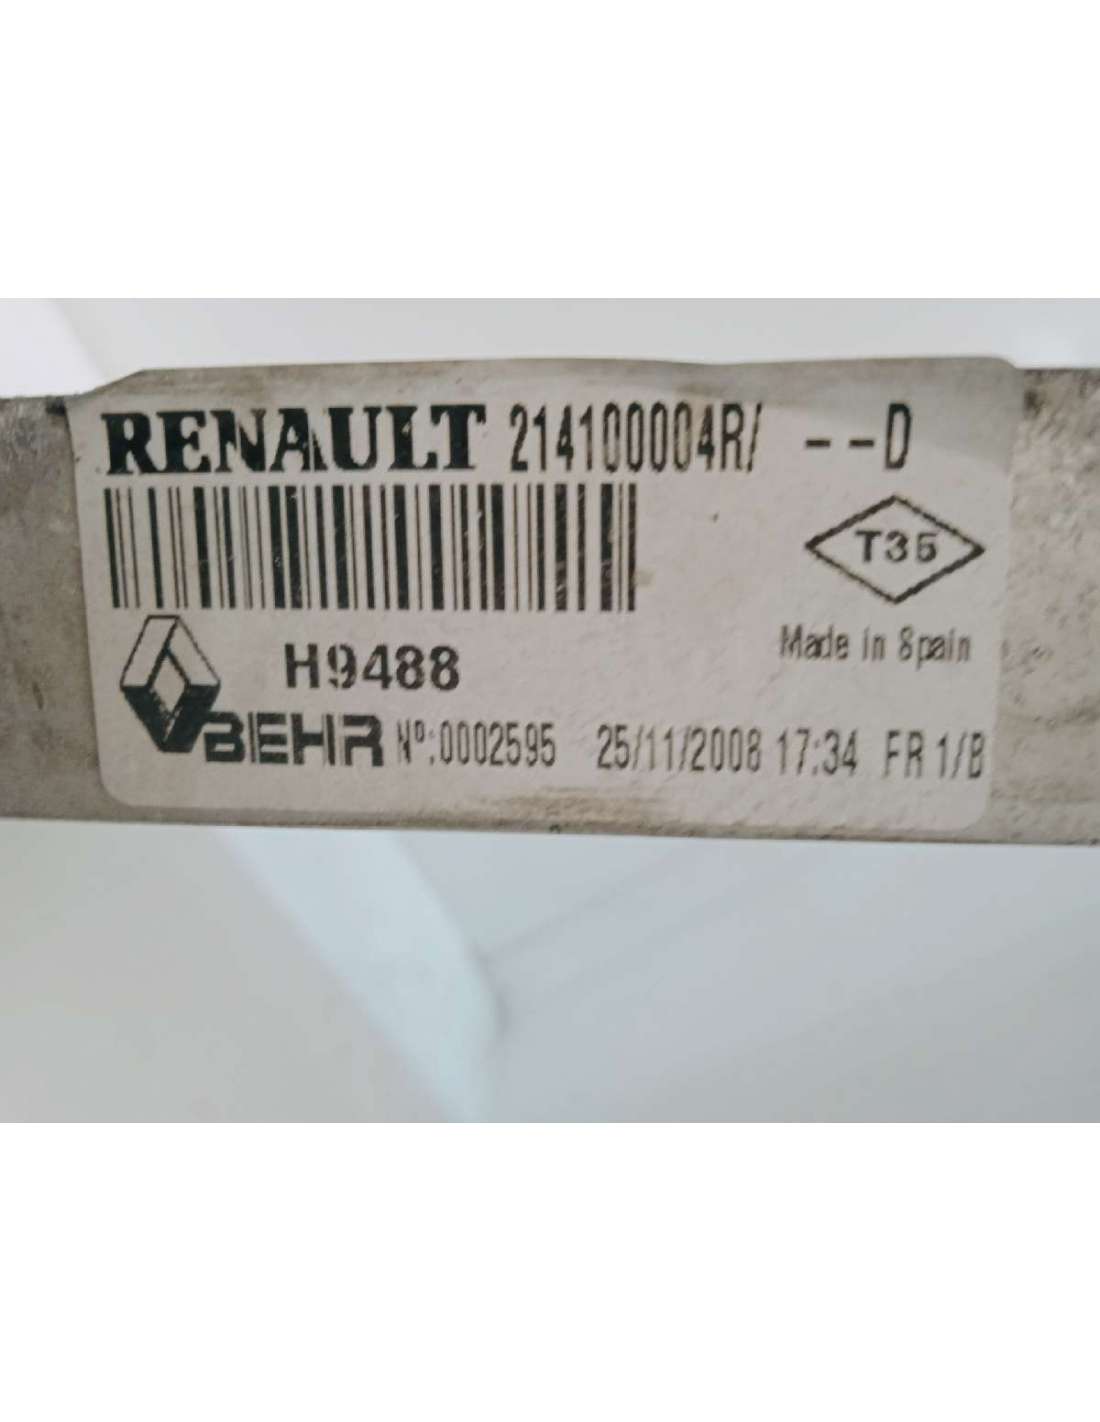 RENAULT 214100004R/ --D
T35
Made in Spain
H9488
BEHR Nº:0002595 25/11/2008 17:34 FR 1/B